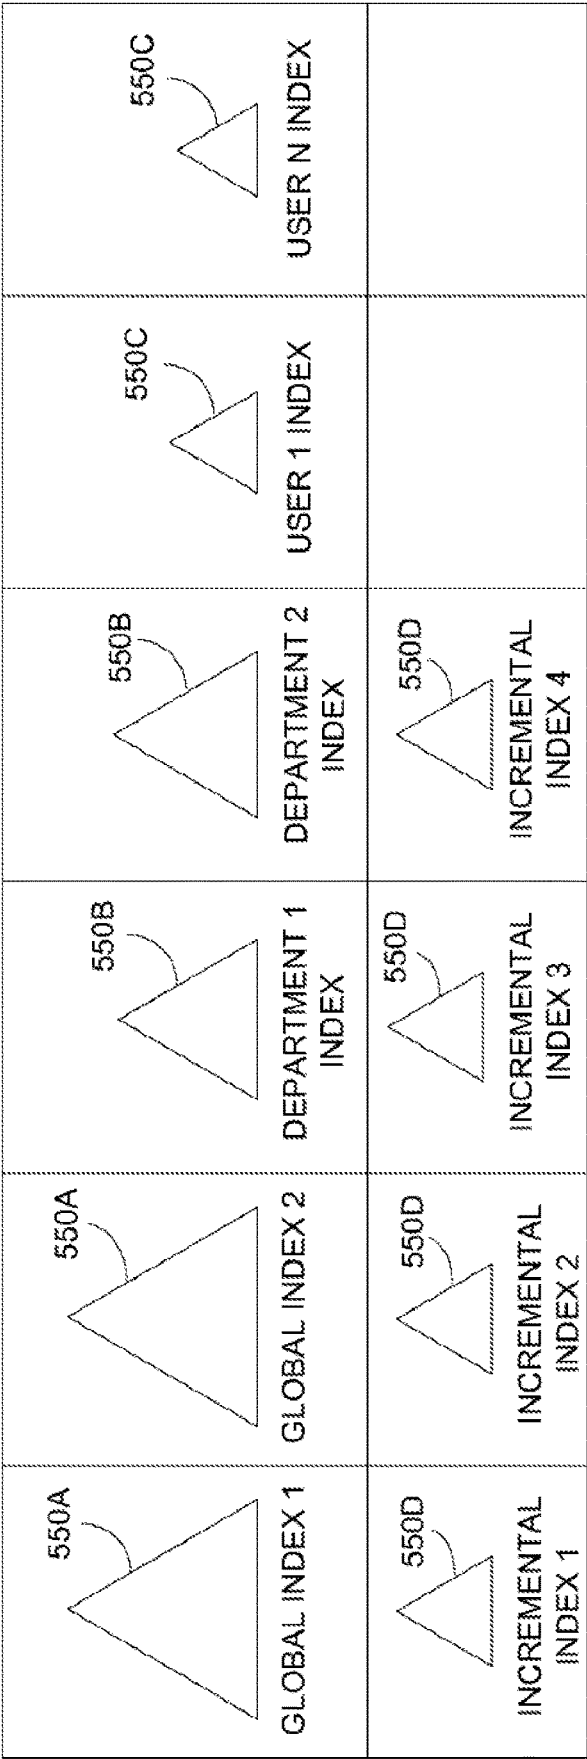 550A
GLOBAL INDEX 1
550A
GLOBAL INDEX 2
550B
DEPARTMENT 1
INDEX
550B
DEPARTMENT 2
INDEX
550C
USER 1 INDEX
550C
USER N INDEX
550D
INCREMENTAL
INDEX 1
550D
INCREMENTAL
INDEX 2
550D
INCREMENTAL
INDEX 3
550D
INCREMENTAL
INDEX 4